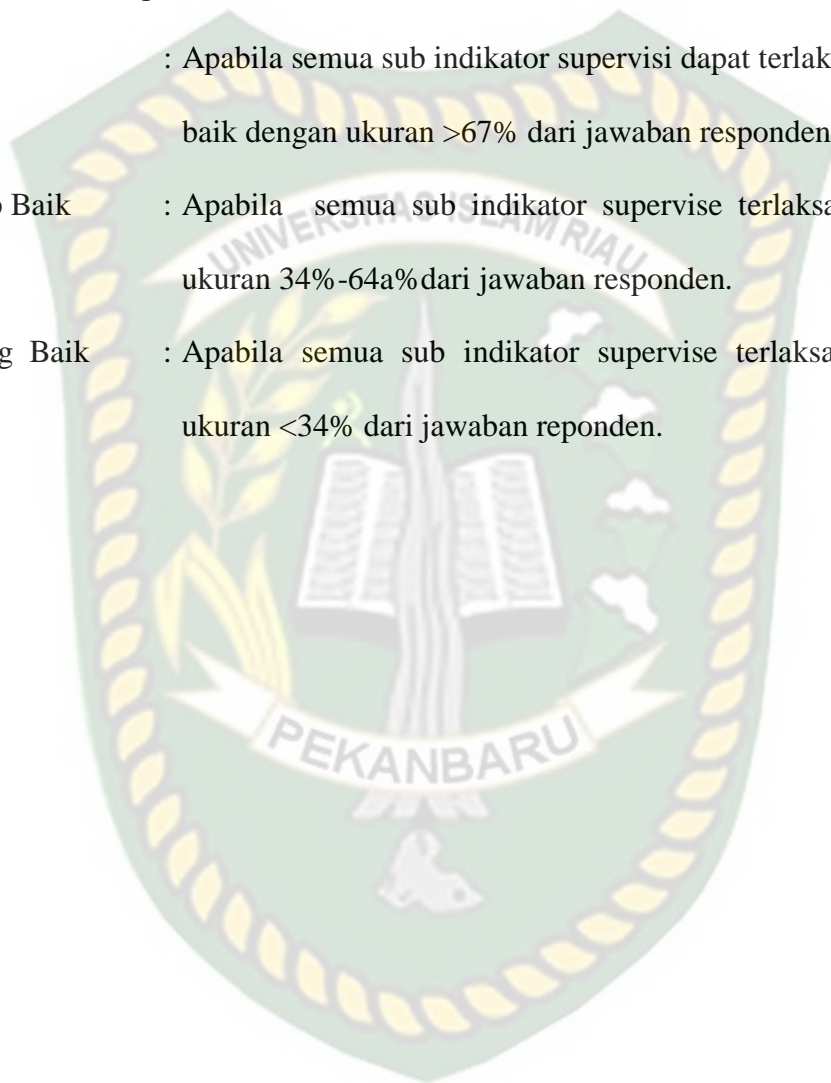 : Apabila semua sub indikator supervisi dapat terlak
baik dengan ukuran >67% dari jawaban responden
Baik : Apabila semua sub indikator supervise terlaksa
ukuran 34%-64a%dari jawaban responden.
g Baik : Apabila semua sub indikator supervise terlaksa
ukuran <34% dari jawaban reponden.
UNIVERSITAS ISLAM RIAU
PEKANBARU